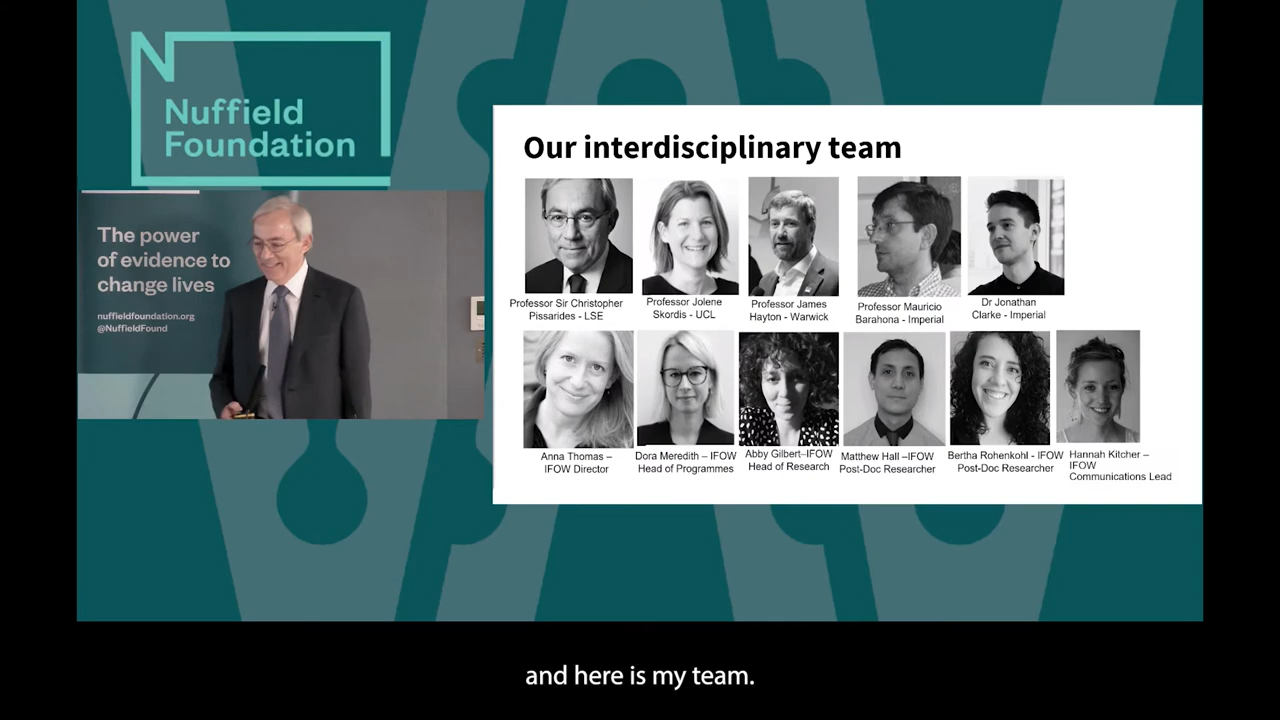 Nuffield
Foundation
The power
of evidence to
change lives
nuffieldfoundation.org
@NuffieldFound
Our interdisciplinary team
Professor Sir Christopher
Pissarides - LSE
Professor Jolene
Skordis - UCL
Professor James
Hayton - Warwick
Professor Mauricio
Barahona - Imperial
Dr Jonathan
Clarke - Imperial
Anna Thomas –
IFOW Director
Dora Meredith – IFOW
Head of Programmes
Abby Gilbert–IFOW
Head of Research
Matthew Hall –IFOW
Post-Doc Researcher
Bertha Rohenkohl - IFOW
Post-Doc Researcher
Hannah Kitcher –
IFOW
Communications Lead
and here is my team.